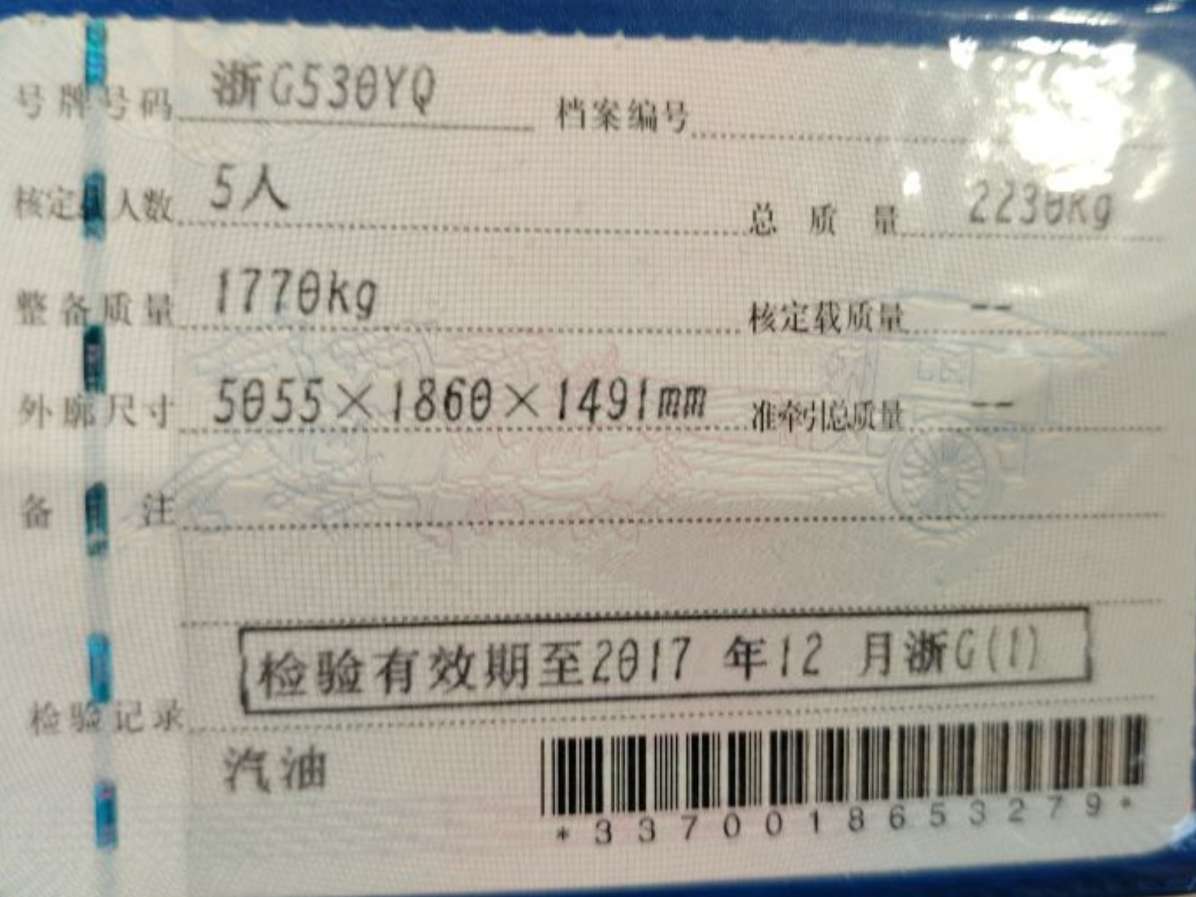 号牌号码 浙G530YQ 档案编号
核定载人数 5人 总质量 2230kg
整备质量 1770kg 核定载质量 --
外廓尺寸 5055×1860×1491mm 准牵引总质量 --
备注
检验有效期至2017 年12 月浙G(1)
检验记录
汽油
*3370018653279*